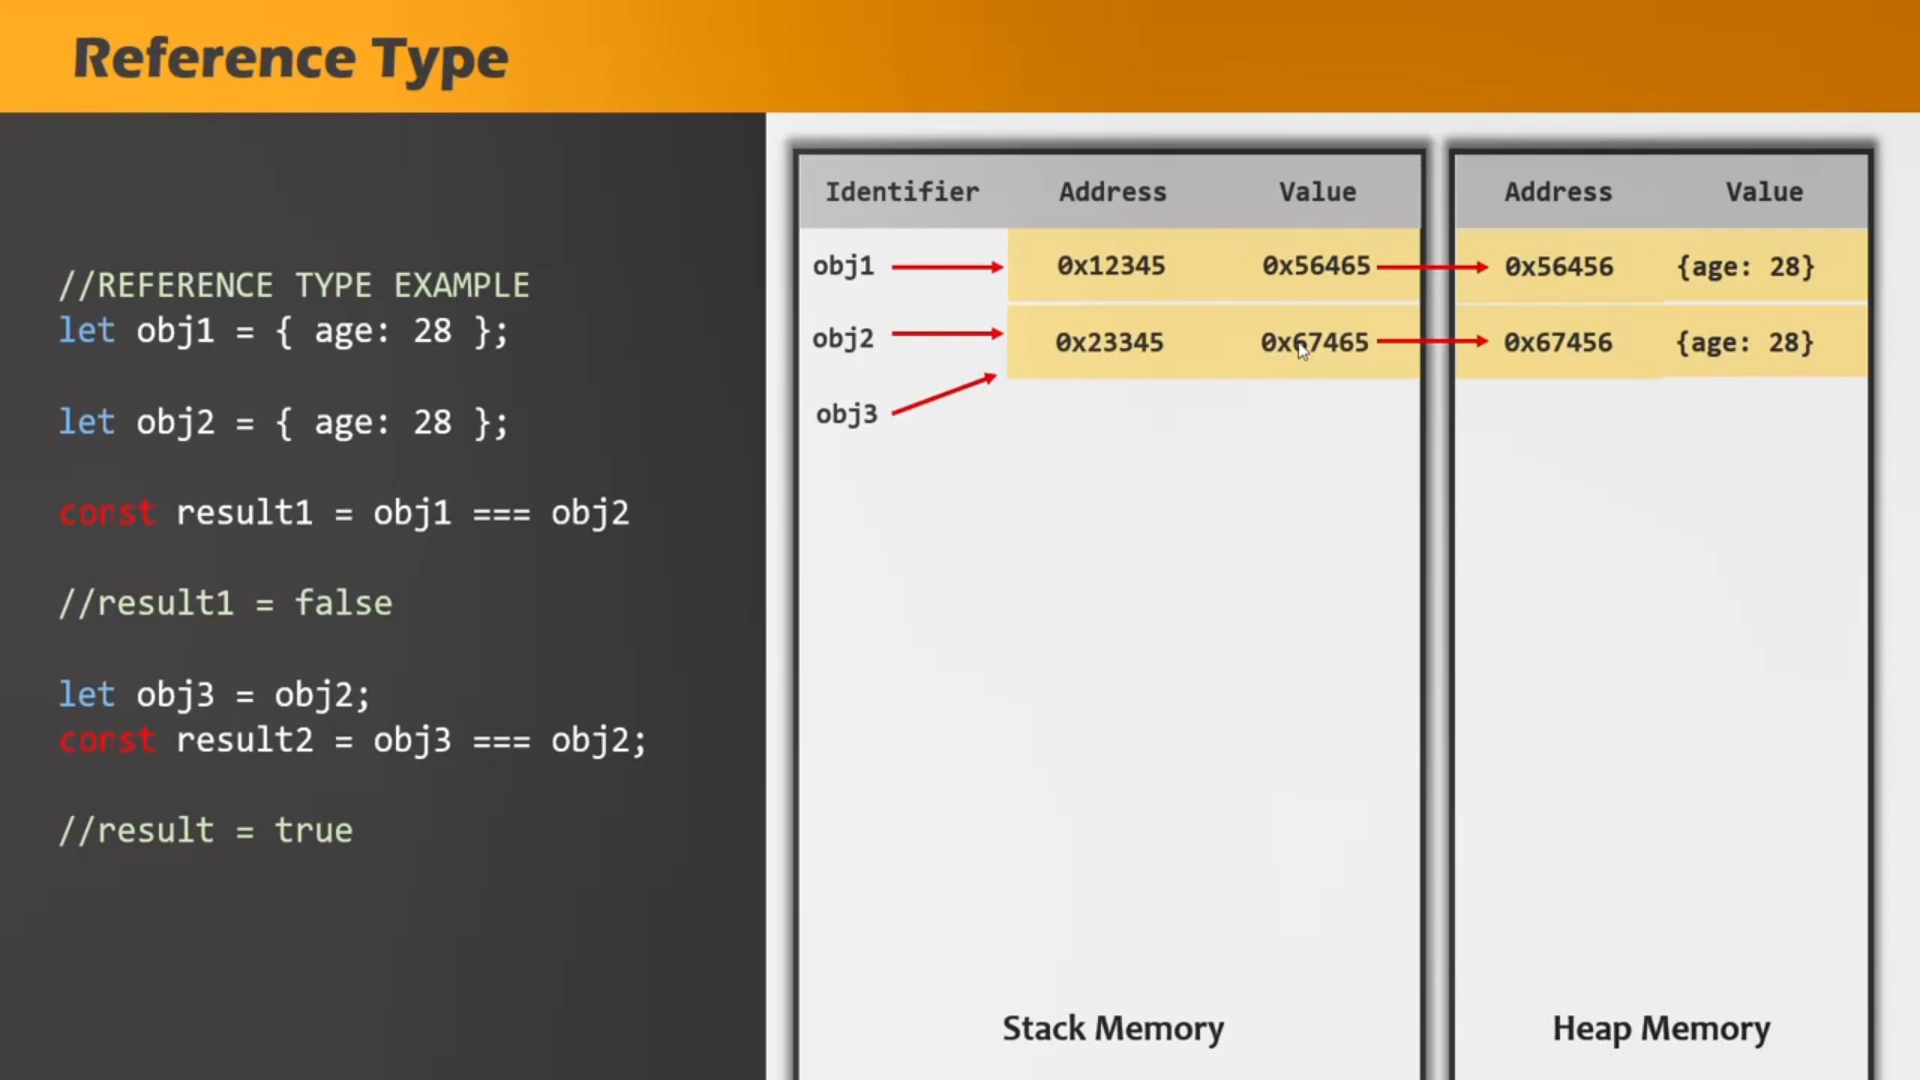 Reference Type
//REFERENCE TYPE EXAMPLE
let obj1 = { age: 28 };
let obj2 = { age: 28 };
const result1 = obj1 === obj2
//result1 = false
let obj3 = obj2;
const result2 = obj3 === obj2;
//result = true
Identifier Address Value
obj1 0x12345 0x56465
obj2 0x23345 0x67465
obj3
Stack Memory
Address Value
0x56456 {age: 28}
0x67456 {age: 28}
Heap Memory